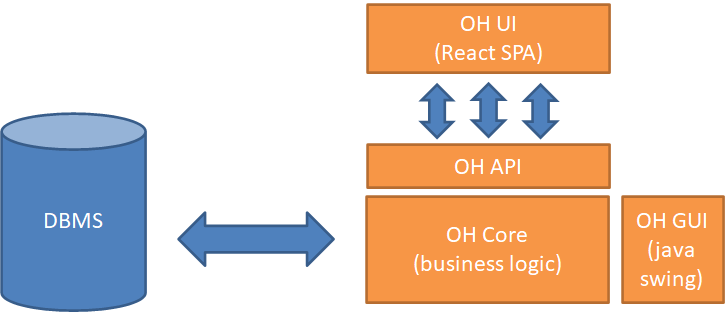 OH UI
(React SPA)
OH API
DBMS
OH Core
(business logic)
OH GUI
(java
swing)